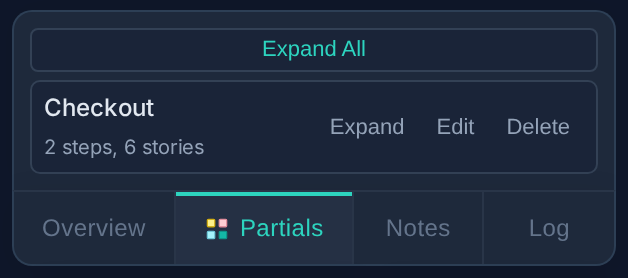 Expand All
Checkout
2 steps, 6 stories
Expand Edit Delete
Overview Partials Notes Log